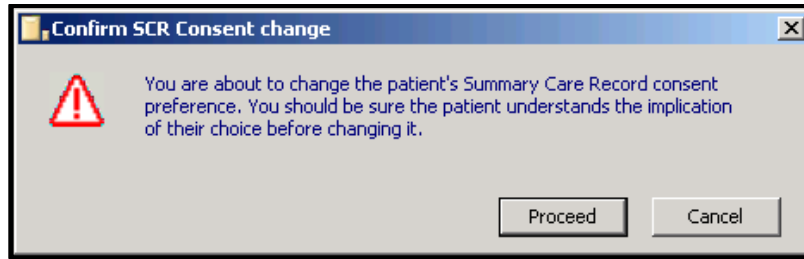 Confirm SCR Consent change
You are about to change the patient's Summary Care Record consent
preference. You should be sure the patient understands the implication
of their choice before changing it.
Proceed Cancel